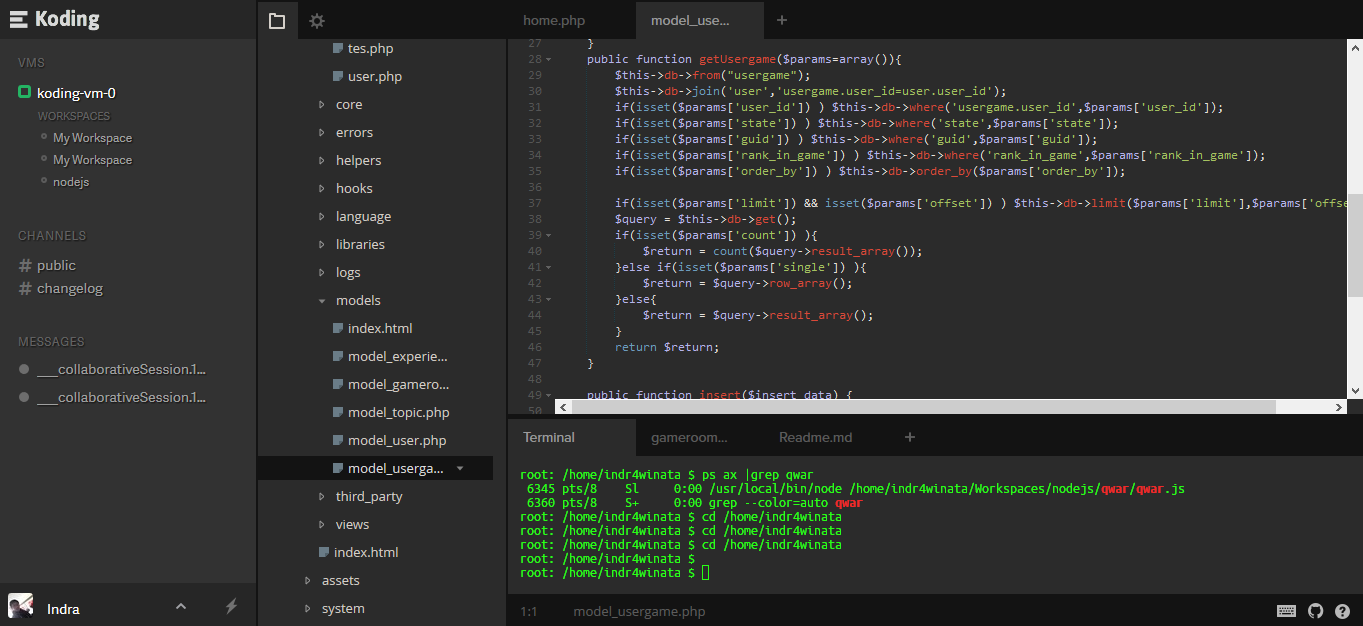 Koding
VMS
koding-vm-0
WORKSPACES
My Workspace
My Workspace
nodejs
CHANNELS
# public
# changelog
MESSAGES
___collaborativeSession.1...
___collaborativeSession.1...
Indra
tes.php
user.php
core
errors
helpers
hooks
language
libraries
logs
models
index.html
model_experie...
model_gamero...
model_topic.php
model_user.php
model_userga...
third_party
views
index.html
assets
system
home.php
model_use...
+
27 }
28 public function getUsergame($params=array()){
29 $this->db->from("usergame");
30 $this->db->join('user','usergame.user_id=user.user_id');
31 if(isset($params['user_id']) ) $this->db->where('usergame.user_id',$params['user_id']);
32 if(isset($params['state']) ) $this->db->where('state',$params['state']);
33 if(isset($params['guid']) ) $this->db->where('guid',$params['guid']);
34 if(isset($params['rank_in_game']) ) $this->db->where('rank_in_game',$params['rank_in_game']);
35 if(isset($params['order_by']) ) $this->db->order_by($params['order_by']);
36
37 if(isset($params['limit']) && isset($params['offset']) ) $this->db->limit($params['limit'],$params['offse
38 $query = $this->db->get();
39 if(isset($params['count']) ){
40 $return = count($query->result_array());
41 }else if(isset($params['single']) ){
42 $return = $query->row_array();
43 }else{
44 $return = $query->result_array();
45 }
46 return $return;
47 }
48
49 public function insert($insert_data) {
50
Terminal
gameroom...
Readme.md
+
root: /home/indr4winata $ ps ax |grep qwar
6345 pts/8 Sl 0:00 /usr/local/bin/node /home/indr4winata/Workspaces/nodejs/qwar/qwar.js
6360 pts/8 S+ 0:00 grep --color=auto qwar
root: /home/indr4winata $ cd /home/indr4winata
root: /home/indr4winata $ cd /home/indr4winata
root: /home/indr4winata $ cd /home/indr4winata
root: /home/indr4winata $
root: /home/indr4winata $
1:1 model_usergame.php